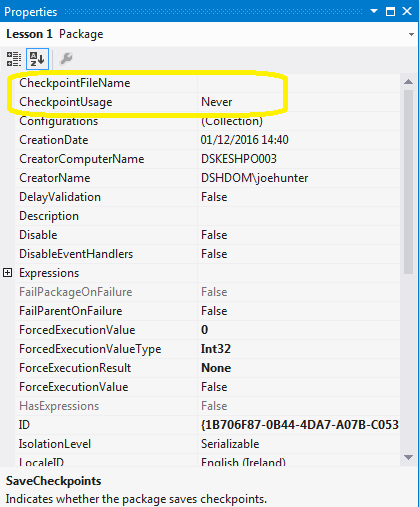 Properties
Lesson 1 Package
CheckpointFileName
CheckpointUsage Never
Configurations (Collection)
CreationDate 01/12/2016 14:40
CreatorComputerName DSKESHPO003
CreatorName DSHDOM\joehunter
DelayValidation False
Description
Disable False
DisableEventHandlers False
Expressions
FailPackageOnFailure False
FailParentOnFailure False
ForcedExecutionValue 0
ForcedExecutionValueType Int32
ForceExecutionResult None
ForceExecutionValue False
HasExpressions False
ID {1B706F87-0B44-4DA7-A07B-C053
IsolationLevel Serializable
LocaleID English (Ireland)
SaveCheckpoints
Indicates whether the package saves checkpoints.